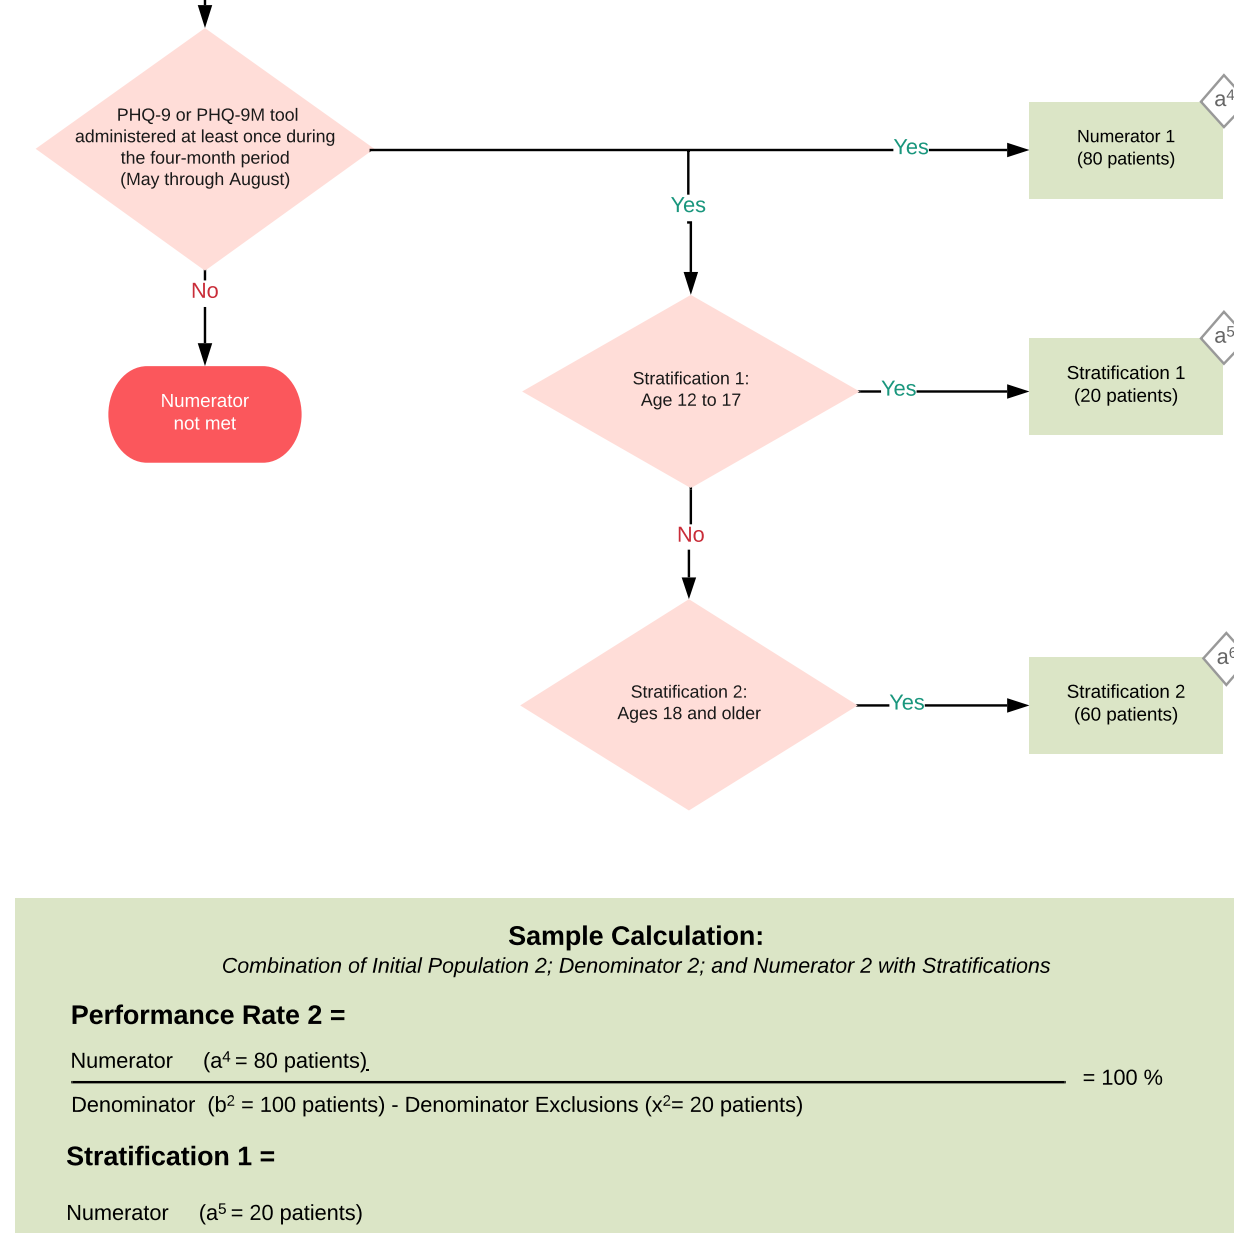 PHQ-9 or PHQ-9M tool
administered at least once during
the four-month period
(May through August)
Yes
Numerator 1
(80 patients)
a⁴
Yes
No
Numerator
not met
Stratification 1:
Age 12 to 17
Yes
Stratification 1
(20 patients)
a⁵
No
Stratification 2:
Ages 18 and older
Yes
Stratification 2
(60 patients)
a⁶
Sample Calculation:
Combination of Initial Population 2; Denominator 2; and Numerator 2 with Stratifications
Performance Rate 2 =
Numerator (a⁴ = 80 patients)
= 100 %
Denominator (b² = 100 patients) - Denominator Exclusions (x²= 20 patients)
Stratification 1 =
Numerator (a⁵ = 20 patients)